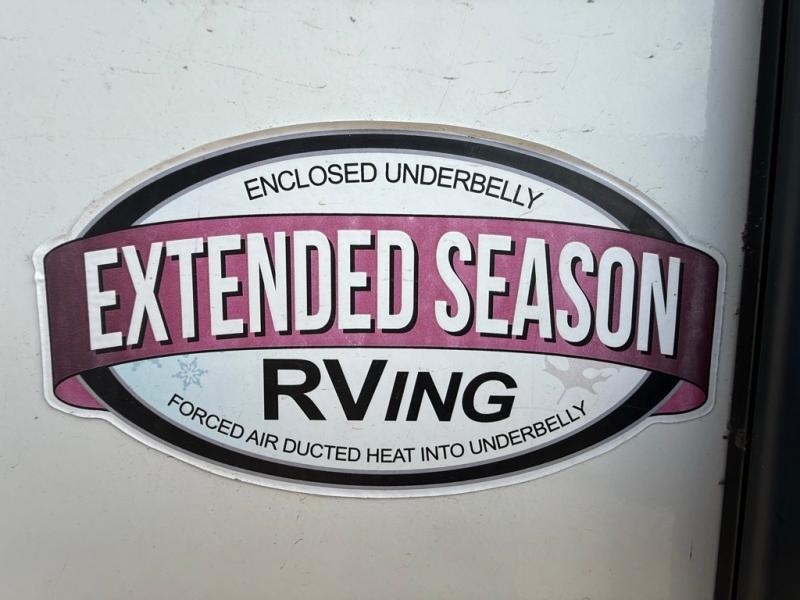 ENCLOSED UNDERBELLY
EXTENDED SEASON
RVING
FORCED AIR DUCTED HEAT INTO UNDERBELLY